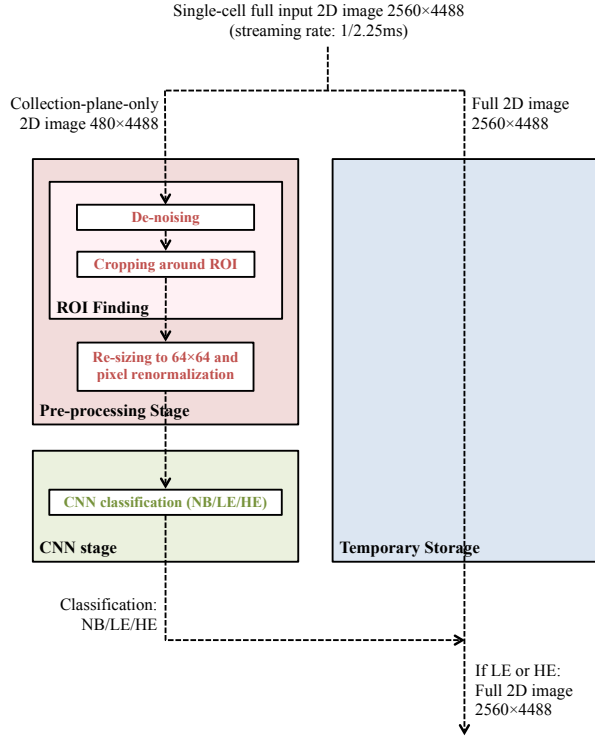 Single-cell full input 2D image 2560×4488
(streaming rate: 1/2.25ms)
Collection-plane-only
2D image 480×4488
Full 2D image
2560×4488
De-noising
Cropping around ROI
ROI Finding
Re-sizing to 64×64 and
pixel renormalization
Pre-processing Stage
CNN classification (NB/LE/HE)
CNN stage
Temporary Storage
Classification:
NB/LE/HE
If LE or HE:
Full 2D image
2560×4488